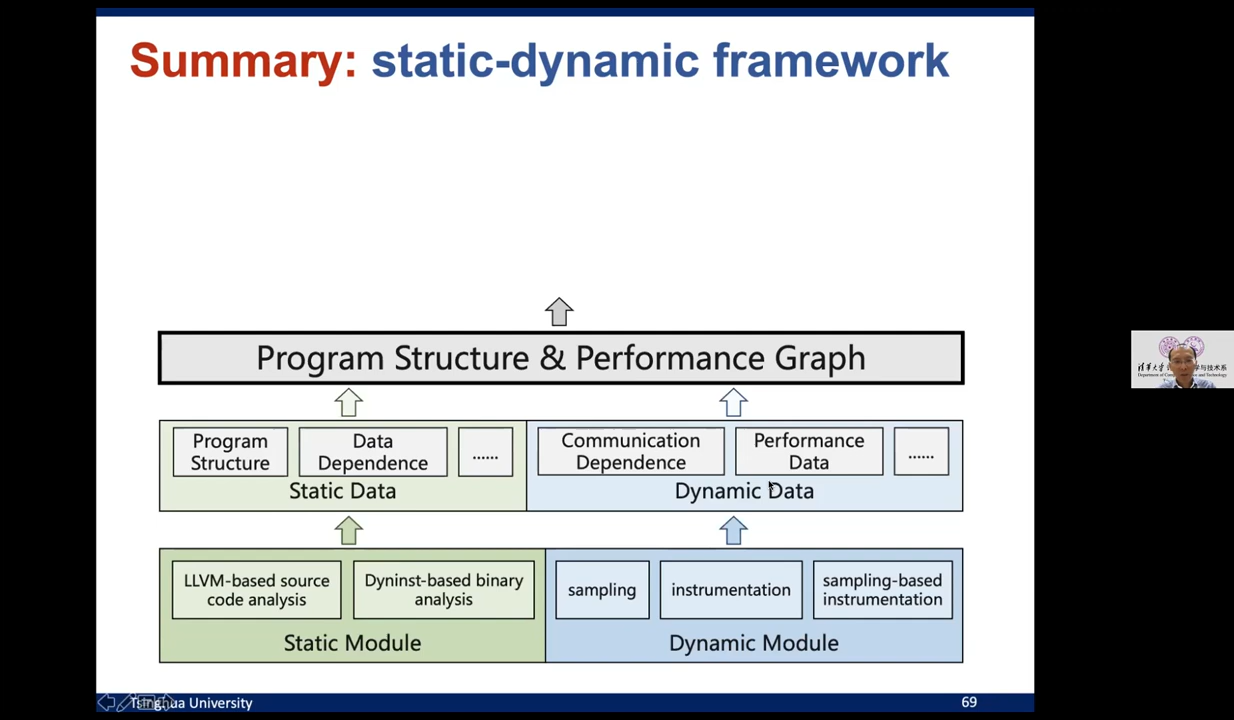 Summary: static-dynamic framework
Program Structure & Performance Graph
Program
Structure
Data
Dependence
......
Static Data
Communication
Dependence
Performance
Data
......
Dynamic Data
LLVM-based source
code analysis
Dyninst-based binary
analysis
Static Module
sampling
instrumentation
sampling-based
instrumentation
Dynamic Module
Tsinghua University
69